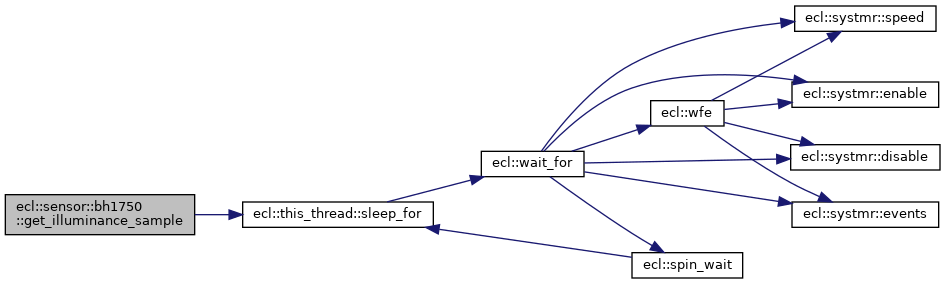 ecl::sensor::bh1750
::get_illuminance_sample
ecl::this_thread::sleep_for
ecl::wait_for
ecl::wfe
ecl::systmr::speed
ecl::systmr::enable
ecl::systmr::disable
ecl::systmr::events
ecl::spin_wait